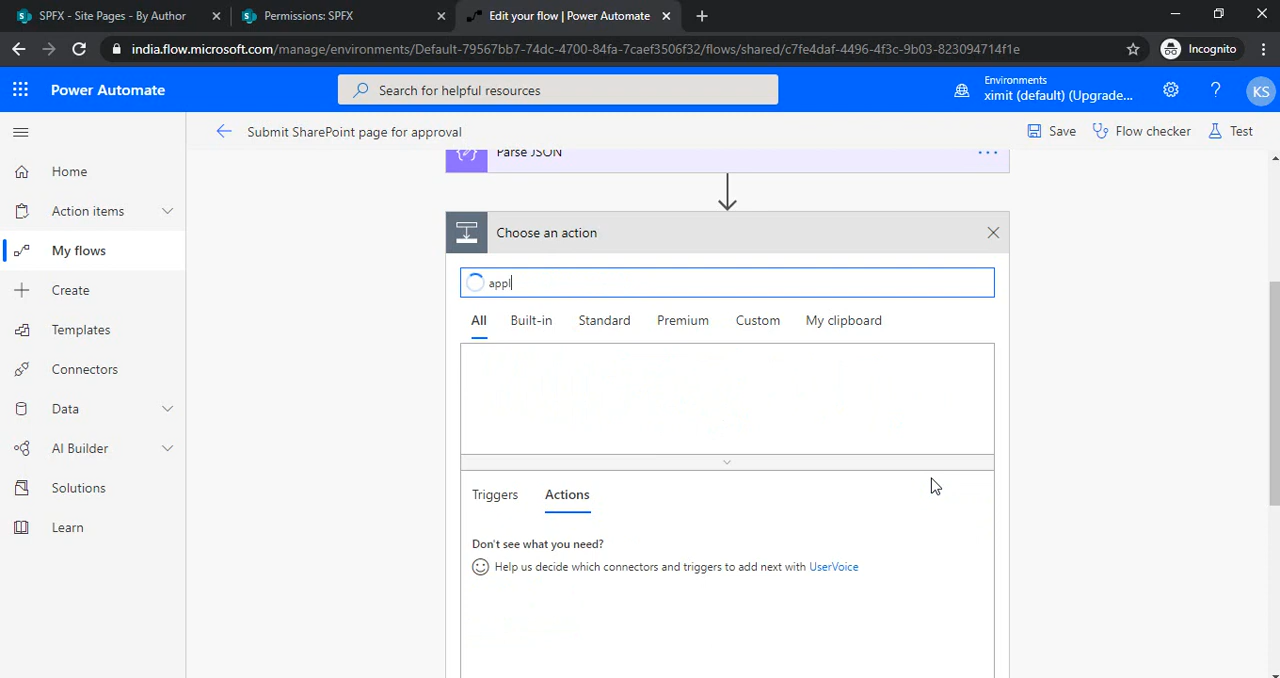 SPFX - Site Pages - By Author
Permissions: SPFX
Edit your flow | Power Automate
india.flow.microsoft.com/manage/environments/Default-79567bb7-74dc-4700-84fa-7caef3506f32/flows/shared/c7fe4daf-4496-4f3c-9b03-823094714f1e
Incognito
Power Automate
Search for helpful resources
Environments
ximit (default) (Upgrade...
?
KS
Submit SharePoint page for approval
Save
Flow checker
Test
Home
Action items
My flows
Create
Templates
Connectors
Data
AI Builder
Solutions
Learn
Parse JSON
Choose an action
appl
All
Built-in
Standard
Premium
Custom
My clipboard
Triggers
Actions
Don't see what you need?
Help us decide which connectors and triggers to add next with UserVoice